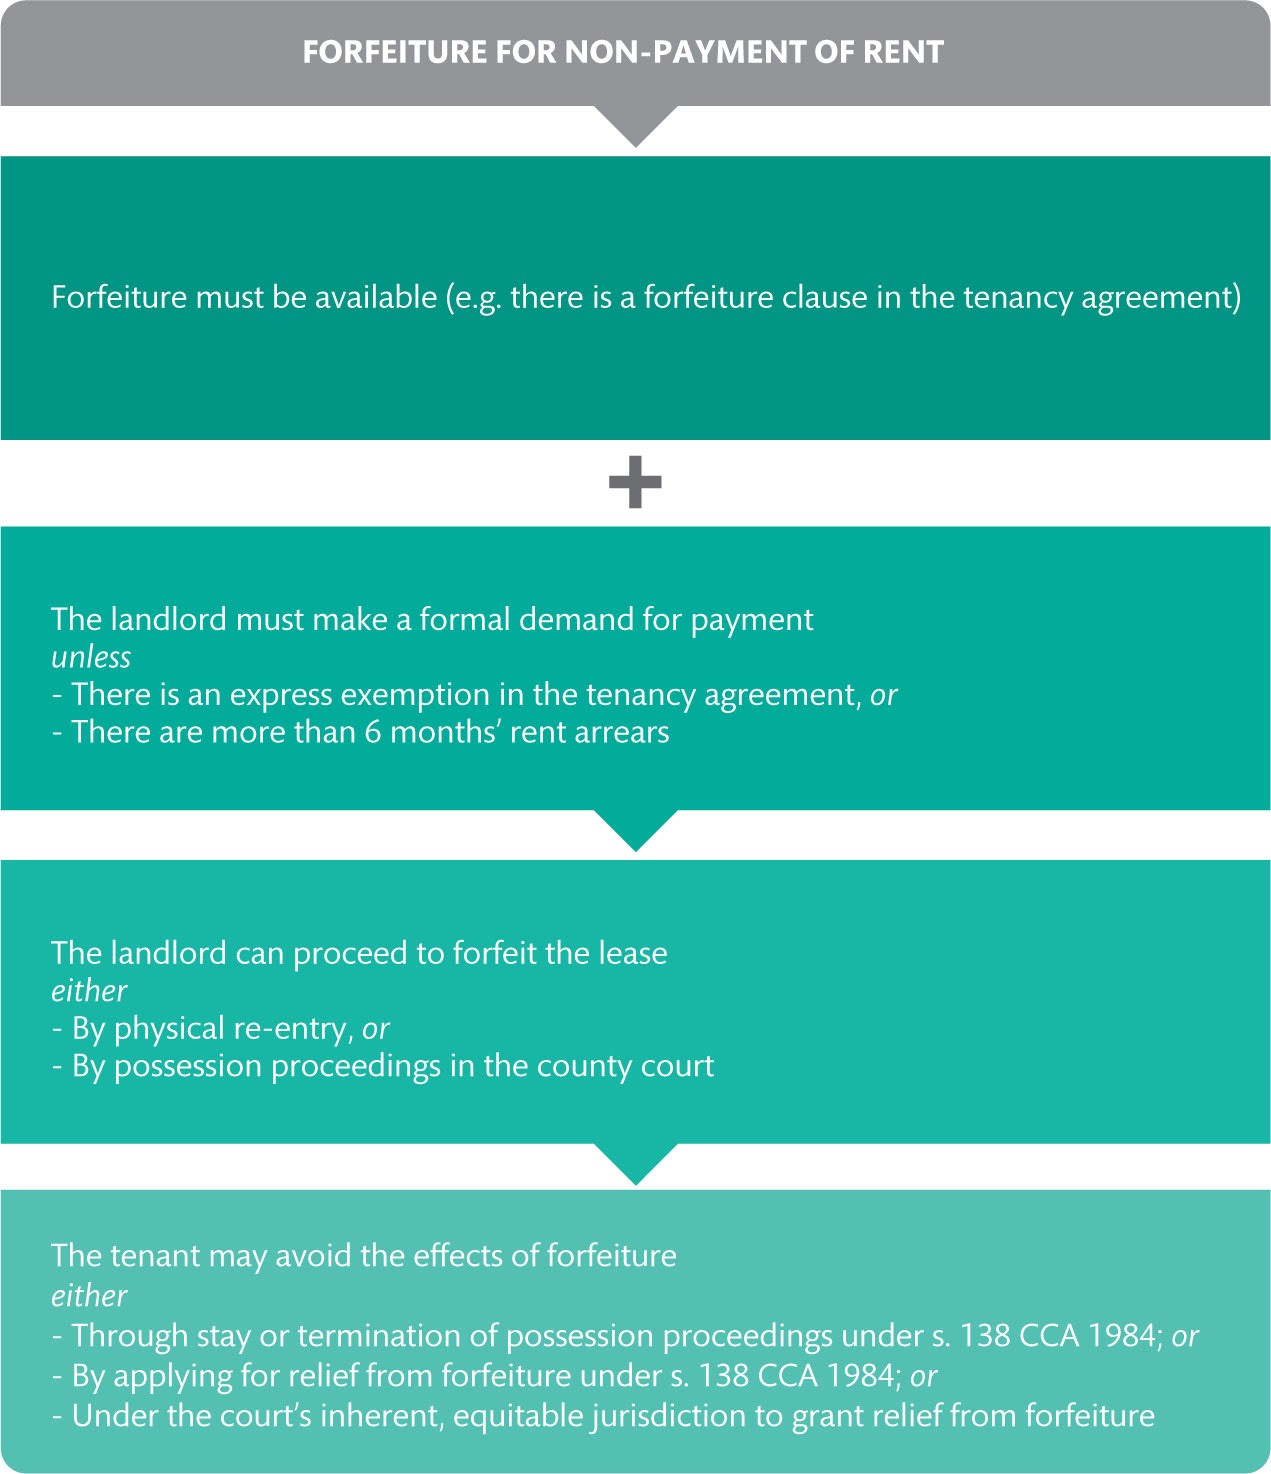 FORFEITURE FOR NON-PAYMENT OF RENT
Forfeiture must be available (e.g. there is a forfeiture clause in the tenancy agreement)
+
The landlord must make a formal demand for payment
unless
- There is an express exemption in the tenancy agreement, or
- There are more than 6 months’ rent arrears
The landlord can proceed to forfeit the lease
either
- By physical re-entry, or
- By possession proceedings in the county court
The tenant may avoid the effects of forfeiture
either
- Through stay or termination of possession proceedings under s. 138 CCA 1984; or
- By applying for relief from forfeiture under s. 138 CCA 1984; or
- Under the court’s inherent, equitable jurisdiction to grant relief from forfeiture